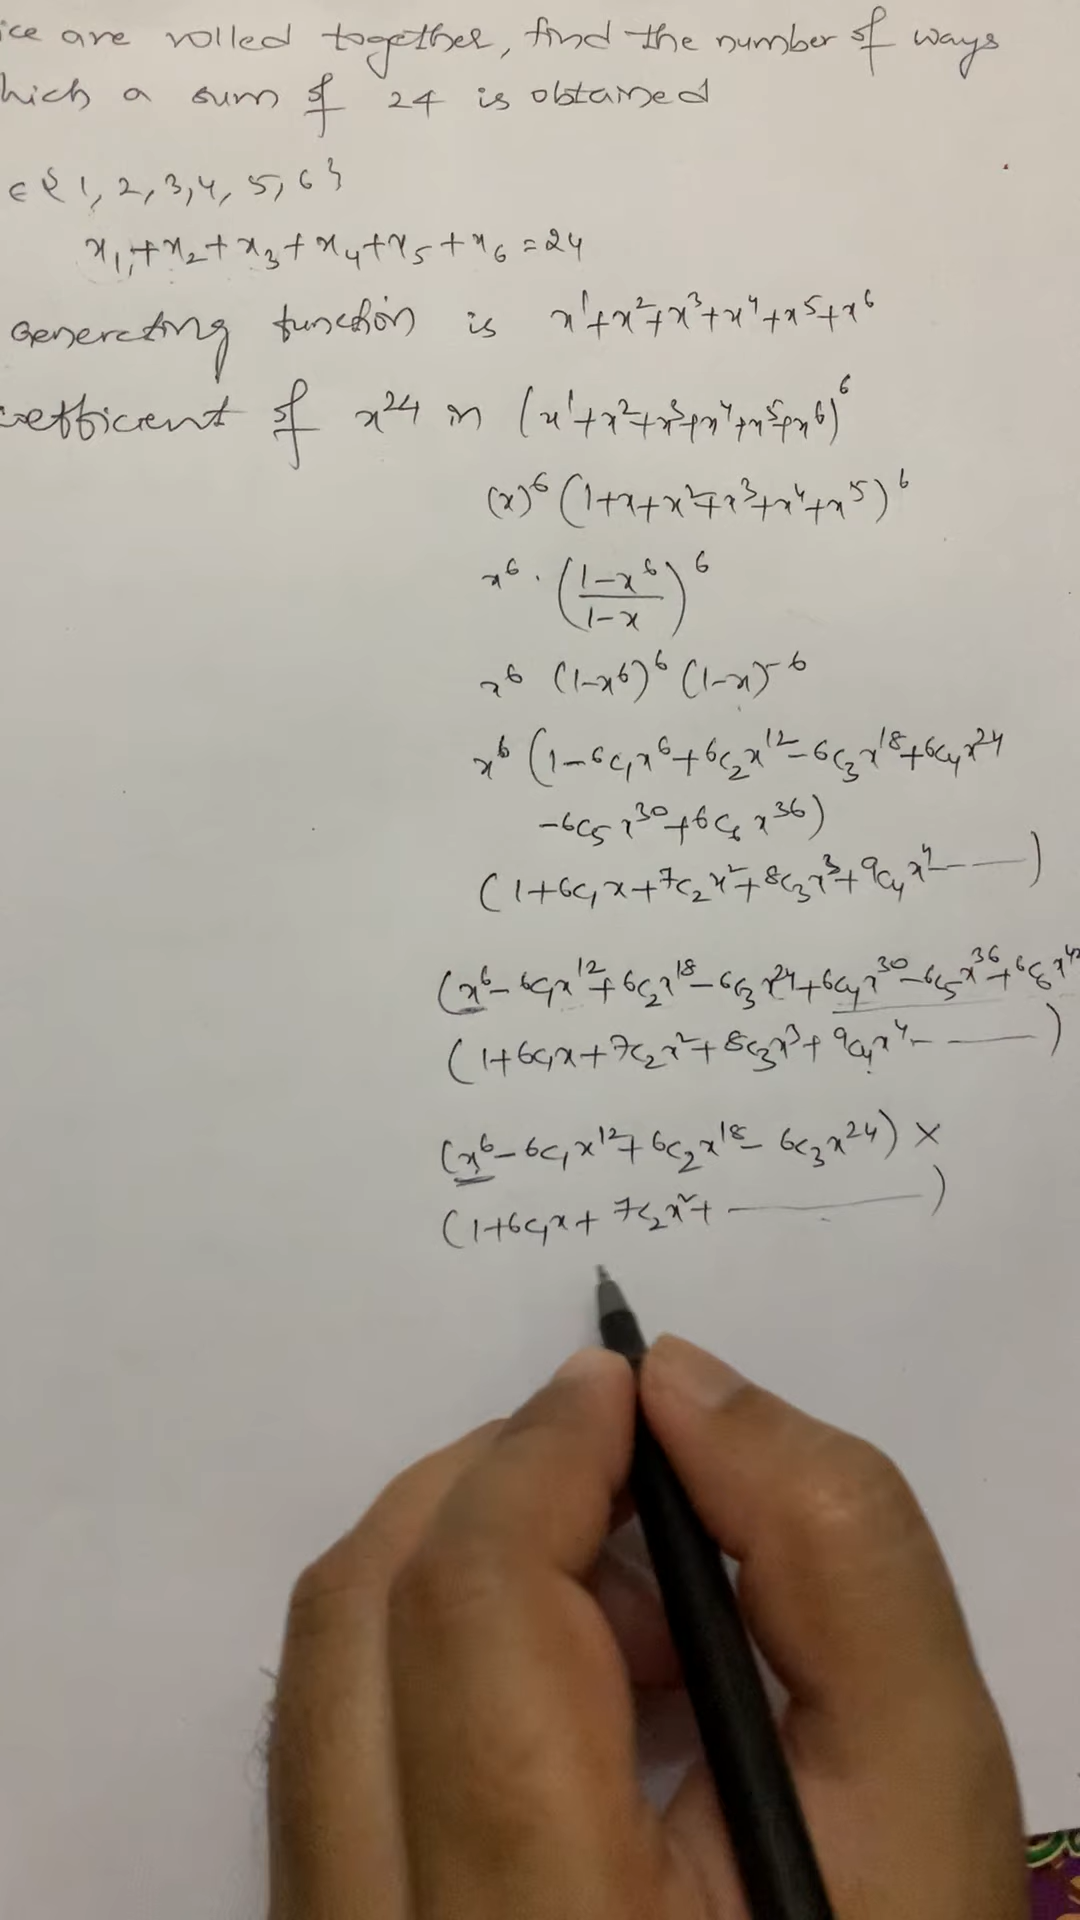 ice are rolled together, find the number of ways
hich a sum of 24 is obtained
∈ {1, 2, 3, 4, 5, 6}
x₁+x₂+x₃+x₄+x₅+x₆=24
Generating function is x¹+x²+x³+x⁴+x⁵+x⁶
oefficient of x²⁴ in (x¹+x²+x³+x⁴+x⁵+x⁶)⁶
(x)⁶ (1+x+x²+x³+x⁴+x⁵)⁶
x⁶ · ((1-x⁶)/(1-x))⁶
x⁶ (1-x⁶)⁶ (1-x)⁻⁶
x⁶ (1-6c₁x⁶+6c₂x¹²-6c₃x¹⁸+6c₄x²⁴
-6c₅x³⁰+6c₆x³⁶)
(1+6c₁x+7c₂x²+8c₃x³+9c₄x⁴-----)
(x⁶-6c₁x¹²+6c₂x¹⁸-6c₃x²⁴+6c₄x³⁰-6c₅x³⁶+6c₆x⁴²
(1+6c₁x+7c₂x²+8c₃x³+9c₄x⁴-----)
(x⁶-6c₁x¹²+6c₂x¹⁸-6c₃x²⁴) ×
(1+6c₁x+7c₂x²+-----)